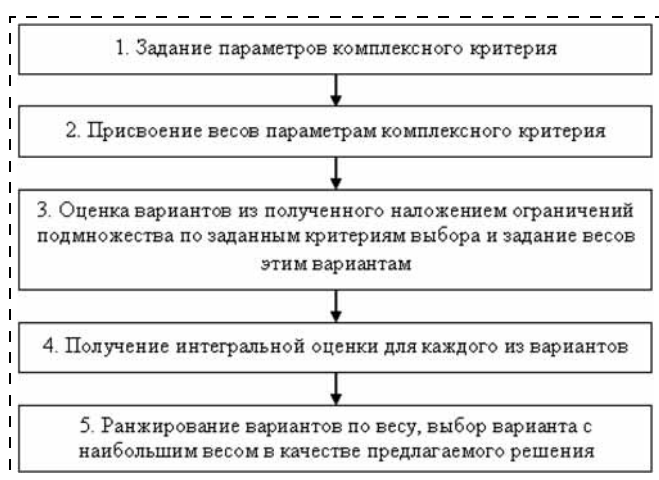 1. Задание параметров комплексного критерия
2. Присвоение весов параметрам комплексного критерия
3. Оценка вариантов из полученного наложением ограничений
подмножества по заданным критериям выбора и задание весов
этим вариантам
4. Получение интегральной оценки для каждого из вариантов
5. Ранжирование вариантов по весу, выбор варианта с
наибольшим весом в качестве предлагаемого решения